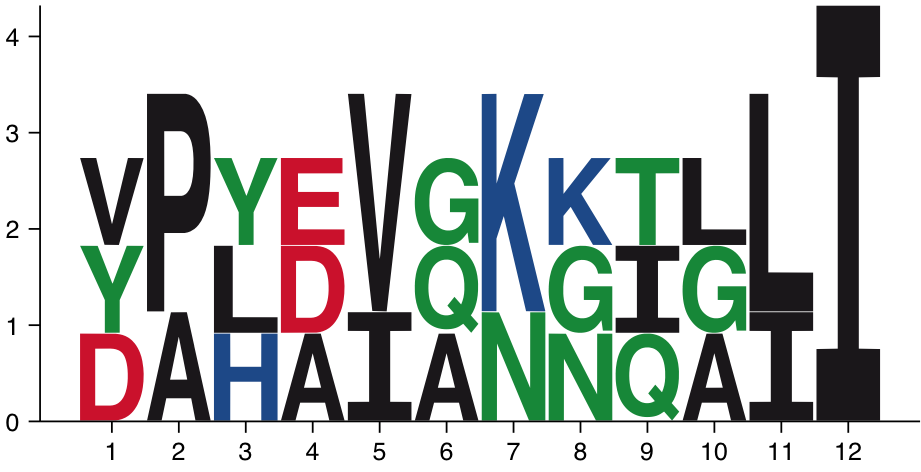 4
3
2
1
0
V P Y E V G K K T L L I
Y L D Q G I G
D A H A I A N N Q A I
1 2 3 4 5 6 7 8 9 10 11 12